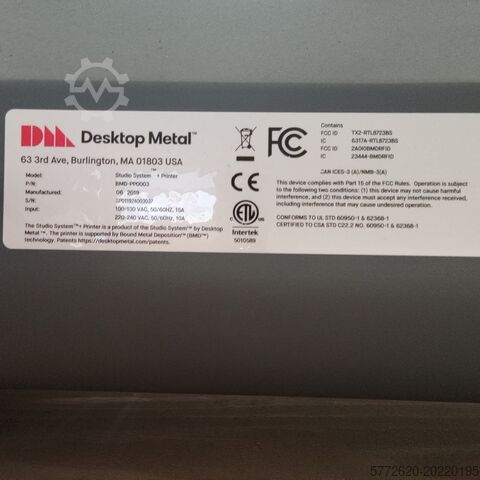 DM Desktop Metal™
63 3rd Ave, Burlington, MA 01803 USA
Model: Studio System™+ Printer
P/N: BMD-PP0003
Manufactured: 06 2019
S/N:
Input: 100-130 VAC, 50/60HZ, 15A
220-240 VAC, 50/60HZ, 10A
The Studio System™+ Printer is a product of the Studio System™ by Desktop
Metal™. The printer is supported by Bound Metal Deposition (BMD™)
technology. Patents https://desktopmetal.com/patents.
FC
CE
ETL
Intertek
5010589
Contains
FCC ID TX2-RTL8723BS
IC 6317A-RTL8723BS
FCC ID
IC 23444-BMDRFID
CAN ICES-3 (A)/NMB-3(A)
This device complies with Part 15 of the FCC Rules. Operation is
subject to the following two conditions:
(1) this device may not cause harmful
interference, and
(2) this device must accept any
interference received, including
interference that may cause
undesired operation.
CONFORMS TO UL STD 60950-1 & 62368-1
CERTIFIED TO CSA STD C22.2 NO. 60950-1 & 62368-1
5772620-20220195